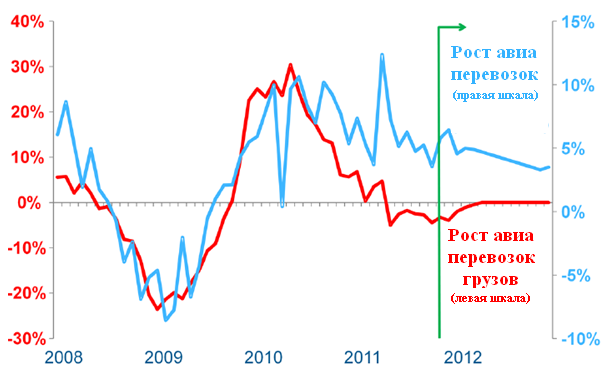 40%
30%
20%
10%
0%
-10%
-20%
-30%
15%
10%
5%
0%
-5%
-10%
Рост авиа
перевозок
(правая шкала)
Рост авиа
перевозок
грузов
(левая шкала)
2008
2009
2010
2011
2012